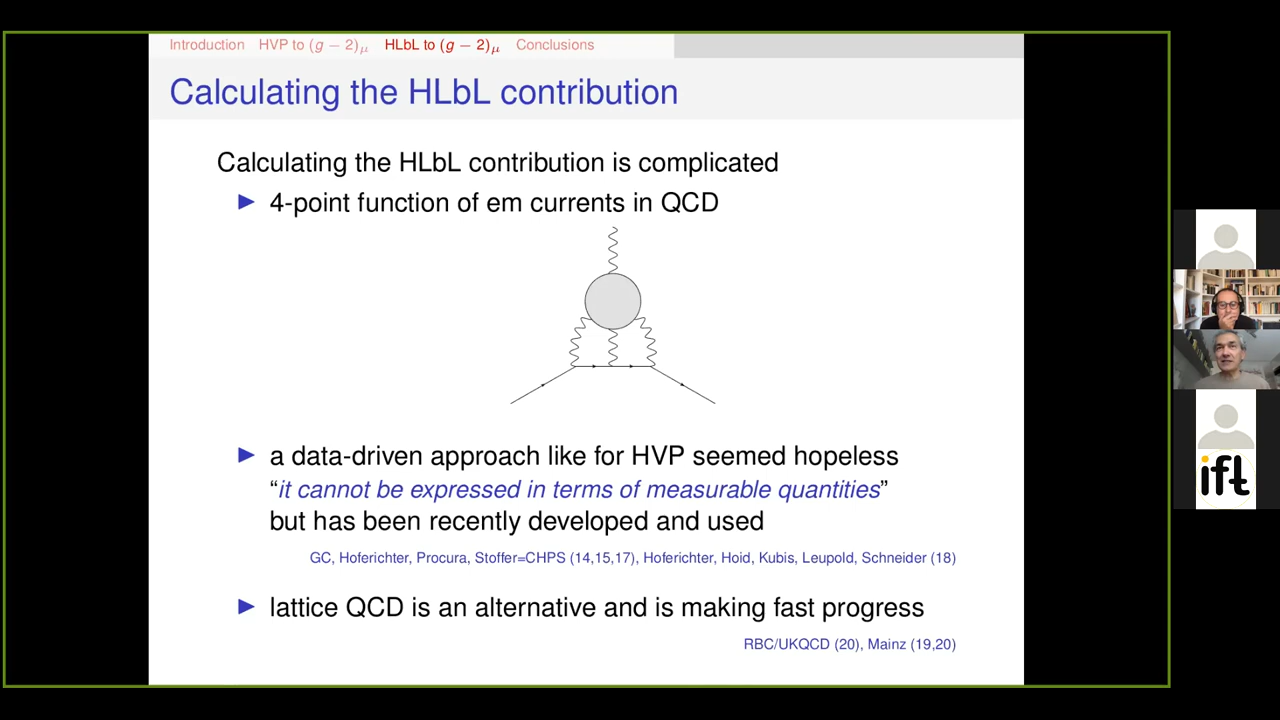 Introduction HVP to (g − 2)μ HLbL to (g − 2)μ Conclusions
Calculating the HLbL contribution
Calculating the HLbL contribution is complicated
▶ 4-point function of em currents in QCD
▶ a data-driven approach like for HVP seemed hopeless
“it cannot be expressed in terms of measurable quantities”
but has been recently developed and used
GC, Hoferichter, Procura, Stoffer=CHPS (14,15,17), Hoferichter, Hoid, Kubis, Leupold, Schneider (18)
▶ lattice QCD is an alternative and is making fast progress
RBC/UKQCD (20), Mainz (19,20)
ift